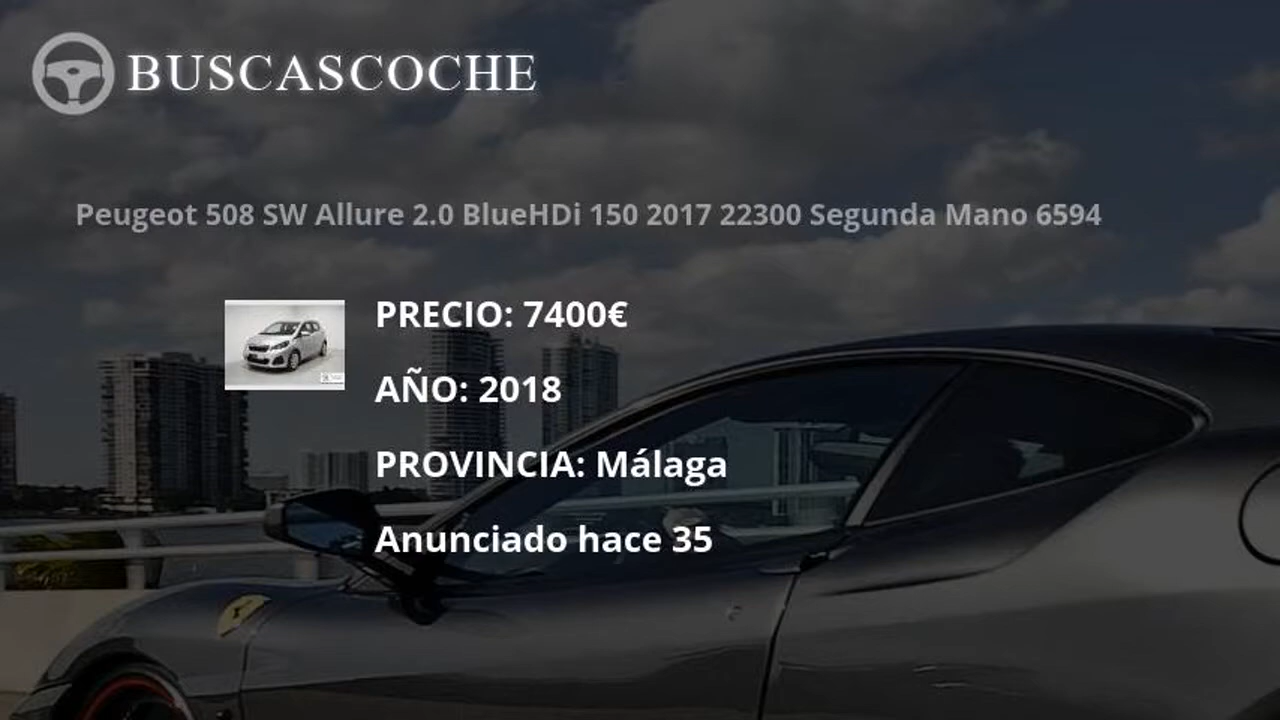 BUSCASCOCHE
Peugeot 508 SW Allure 2.0 BlueHDi 150 2017 22300 Segunda Mano 6594
PRECIO: 7400€
AÑO: 2018
PROVINCIA: Málaga
Anunciado hace 35